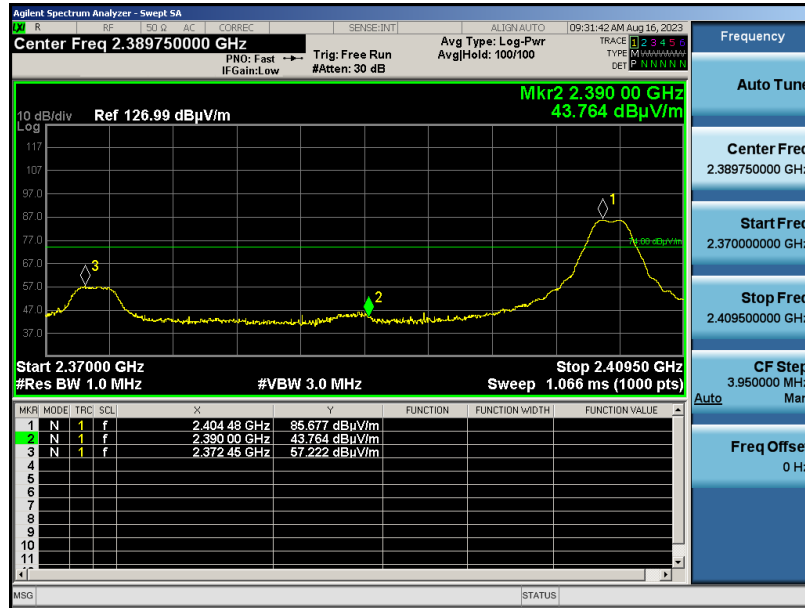 Agilent Spectrum Analyzer - Swept SA
LXI R RF 50 Ω AC CORREC SENSE:INT ALIGN AUTO 09:31:42 AM Aug 16, 2023
Center Freq 2.389750000 GHz
PNO: Fast
IFGain:Low
Trig: Free Run
#Atten: 30 dB
Avg Type: Log-Pwr
Avg|Hold: 100/100
TRACE 1 2 3 4 5 6
TYPE M
DET P N N N N N
Mkr2 2.390 00 GHz
43.764 dBµV/m
10 dB/div Ref 126.99 dBµV/m
Log
117
107
97.0
87.0
77.0
67.0
57.0
47.0
37.0
1
74.00 dBµV/m
3
2
Start 2.37000 GHz Stop 2.40950 GHz
#Res BW 1.0 MHz #VBW 3.0 MHz Sweep 1.066 ms (1000 pts)
MKR MODE TRC SCL X Y FUNCTION FUNCTION WIDTH FUNCTION VALUE
1 N 1 f 2.404 48 GHz 85.677 dBµV/m
2 N 1 f 2.390 00 GHz 43.764 dBµV/m
3 N 1 f 2.372 45 GHz 57.222 dBµV/m
4
5
6
7
8
9
10
11
MSG STATUS
Frequency
Auto Tune
Center Freq
2.389750000 GHz
Start Freq
2.370000000 GHz
Stop Freq
2.409500000 GHz
CF Step
3.950000 MHz
Auto Man
Freq Offset
0 Hz